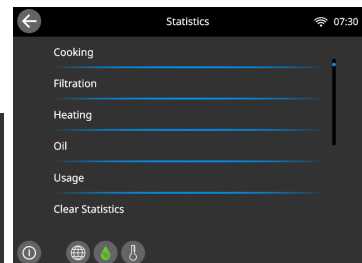 Statistics
07:30
Cooking
Filtration
Heating
Oil
Usage
Clear Statistics